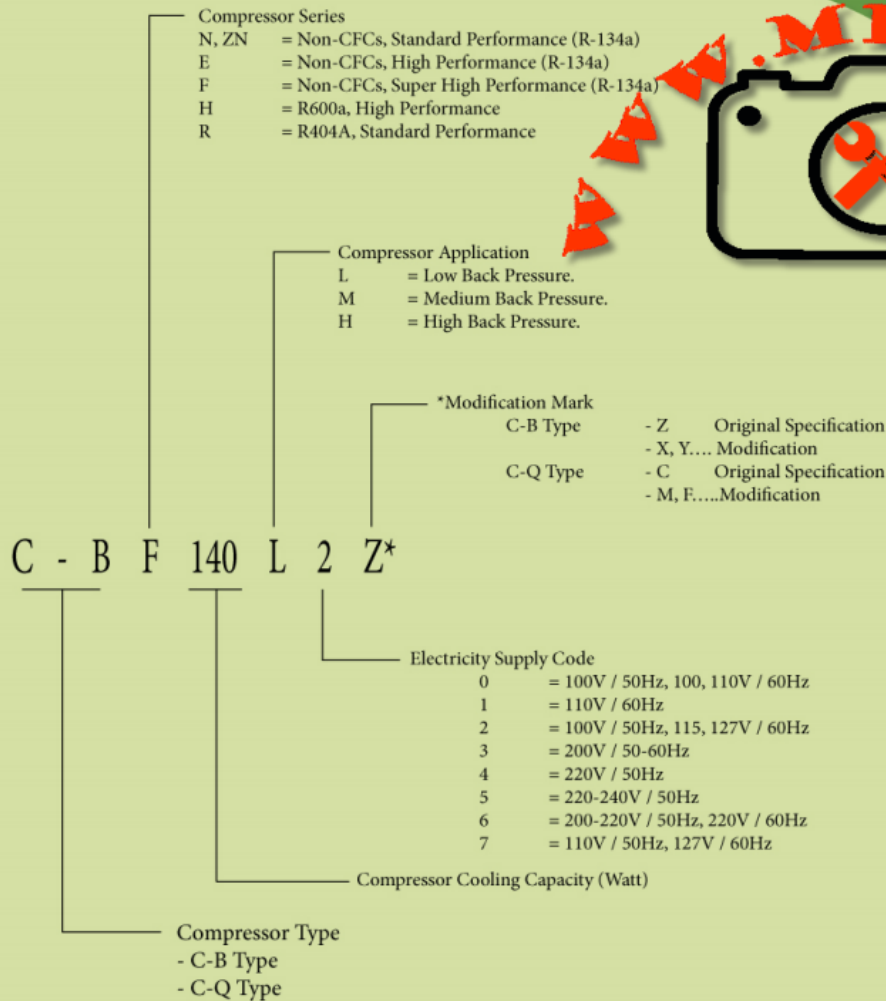 Compressor Series
N, ZN = Non-CFCs, Standard Performance (R-134a)
E = Non-CFCs, High Performance (R-134a)
F = Non-CFCs, Super High Performance (R-134a)
H = R600a, High Performance
R = R404A, Standard Performance
WWW.M
Compressor Application
L = Low Back Pressure.
M = Medium Back Pressure.
H = High Back Pressure.
*Modification Mark
C-B Type - Z Original Specification
- X, Y.... Modification
C-Q Type - C Original Specification
- M, F.....Modification
C - B F 140 L 2 Z*
Electricity Supply Code
0 = 100V / 50Hz, 100, 110V / 60Hz
1 = 110V / 60Hz
2 = 100V / 50Hz, 115, 127V / 60Hz
3 = 200V / 50-60Hz
4 = 220V / 50Hz
5 = 220-240V / 50Hz
6 = 200-220V / 50Hz, 220V / 60Hz
7 = 110V / 50Hz, 127V / 60Hz
Compressor Cooling Capacity (Watt)
Compressor Type
- C-B Type
- C-Q Type